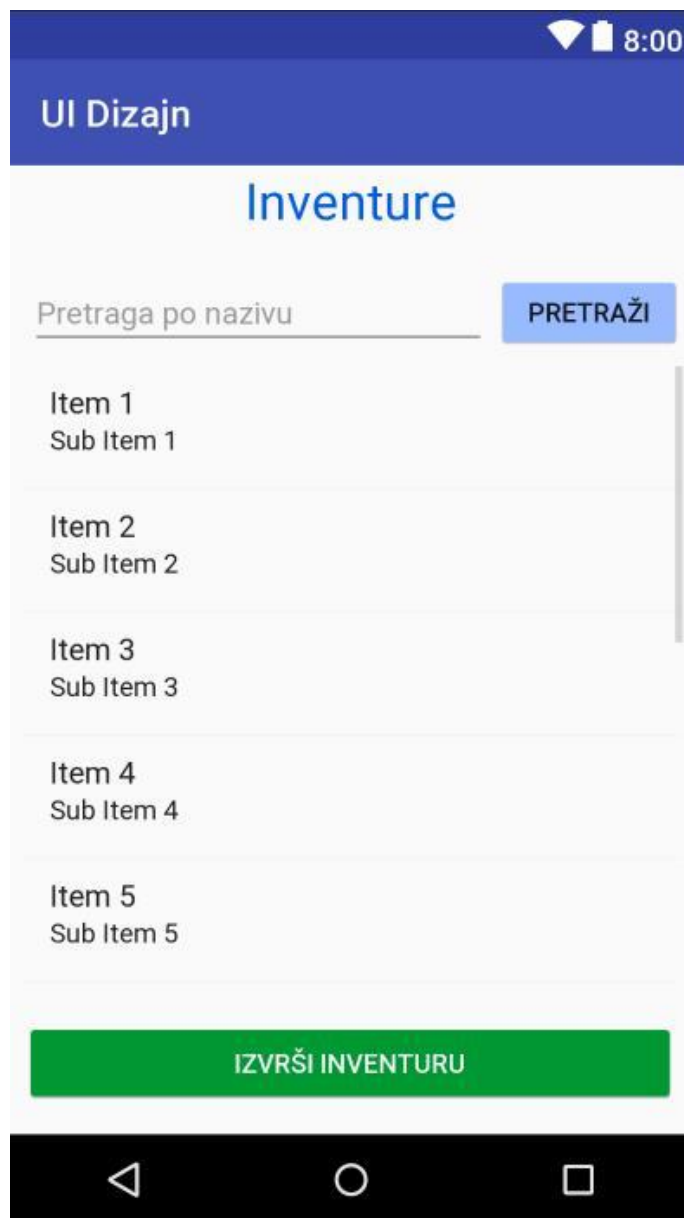 8:00
UI Dizajn
Inventure
Pretraga po nazivu
PRETRAŽI
Item 1
Sub Item 1
Item 2
Sub Item 2
Item 3
Sub Item 3
Item 4
Sub Item 4
Item 5
Sub Item 5
IZVRŠI INVENTURU